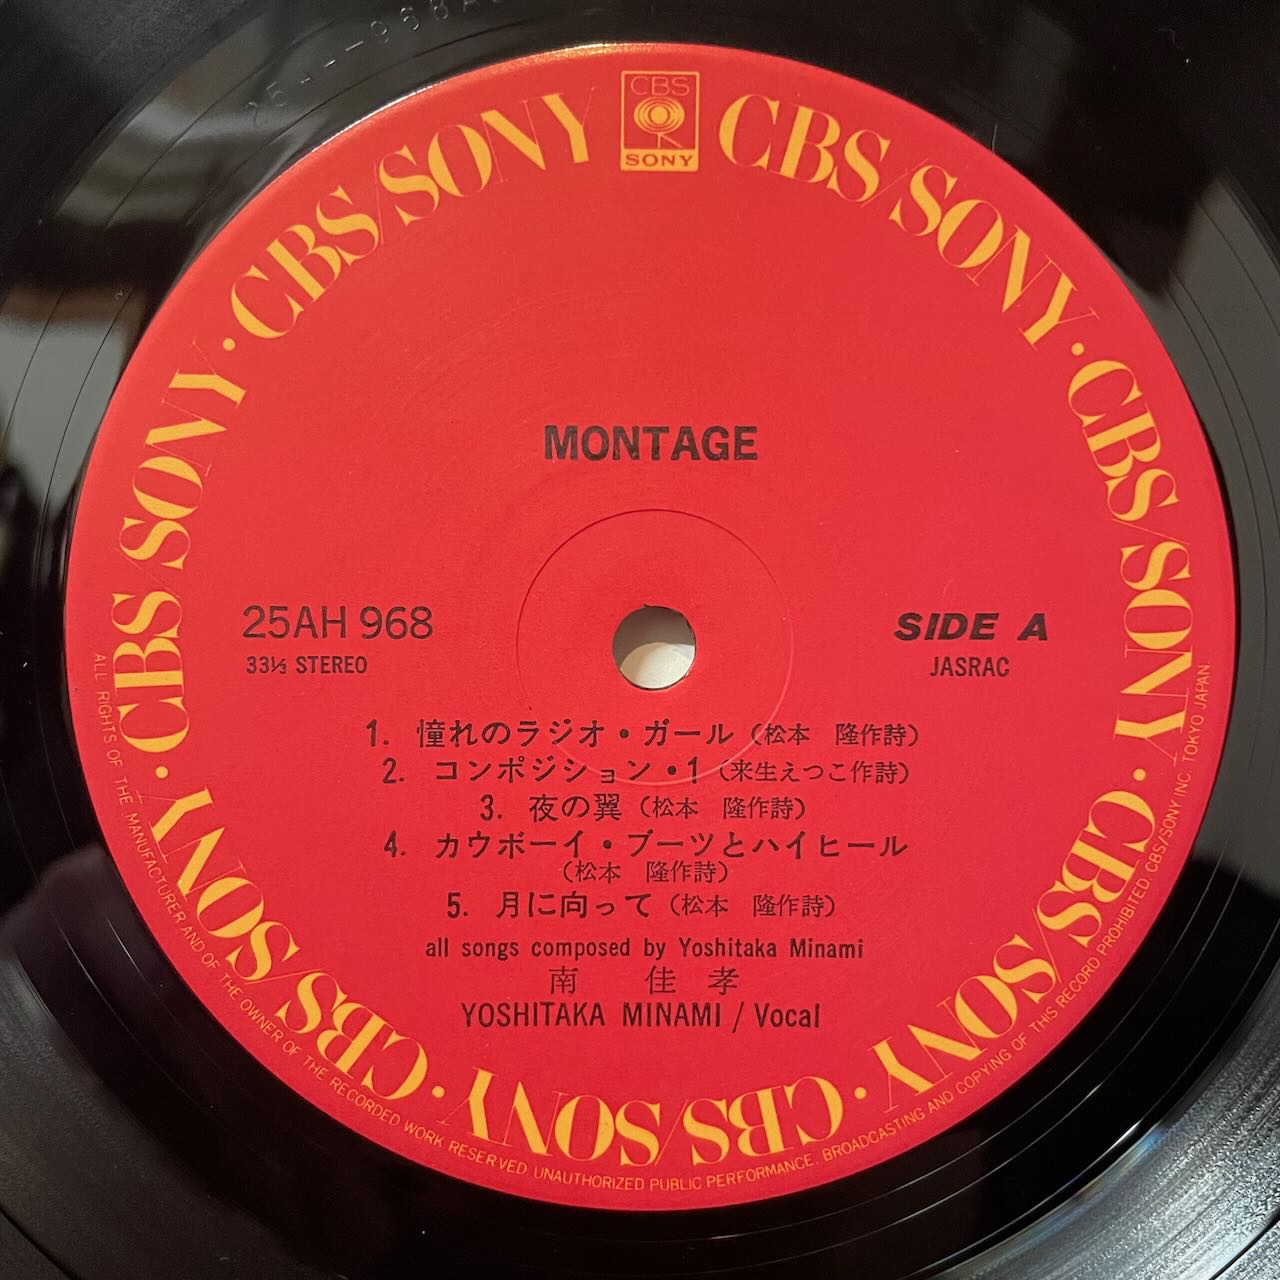 CBS
SONY
CBS/SONY · CBS/SONY · CBS/SONY · CBS/SONY · CBS/SONY · CBS/SONY · CBS/SONY · CBS/SONY
MONTAGE
25AH 968
33⅓ STEREO
SIDE A
JASRAC
1. 憧れのラジオ・ガール（松本 隆作詩）
2. コンポジション・1（来生えつこ作詩）
3. 夜の翼（松本 隆作詩）
4. カウボーイ・ブーツとハイヒール
（松本 隆作詩）
5. 月に向って（松本 隆作詩）
all songs composed by Yoshitaka Minami
南 佳孝
YOSHITAKA MINAMI / Vocal
ALL RIGHTS OF THE MANUFACTURER AND OF THE OWNER OF THE RECORDED WORK RESERVED. UNAUTHORIZED PUBLIC PERFORMANCE. BROADCASTING AND COPYING OF THIS RECORD PROHIBITED. CBS/SONY INC. TOKYO JAPAN